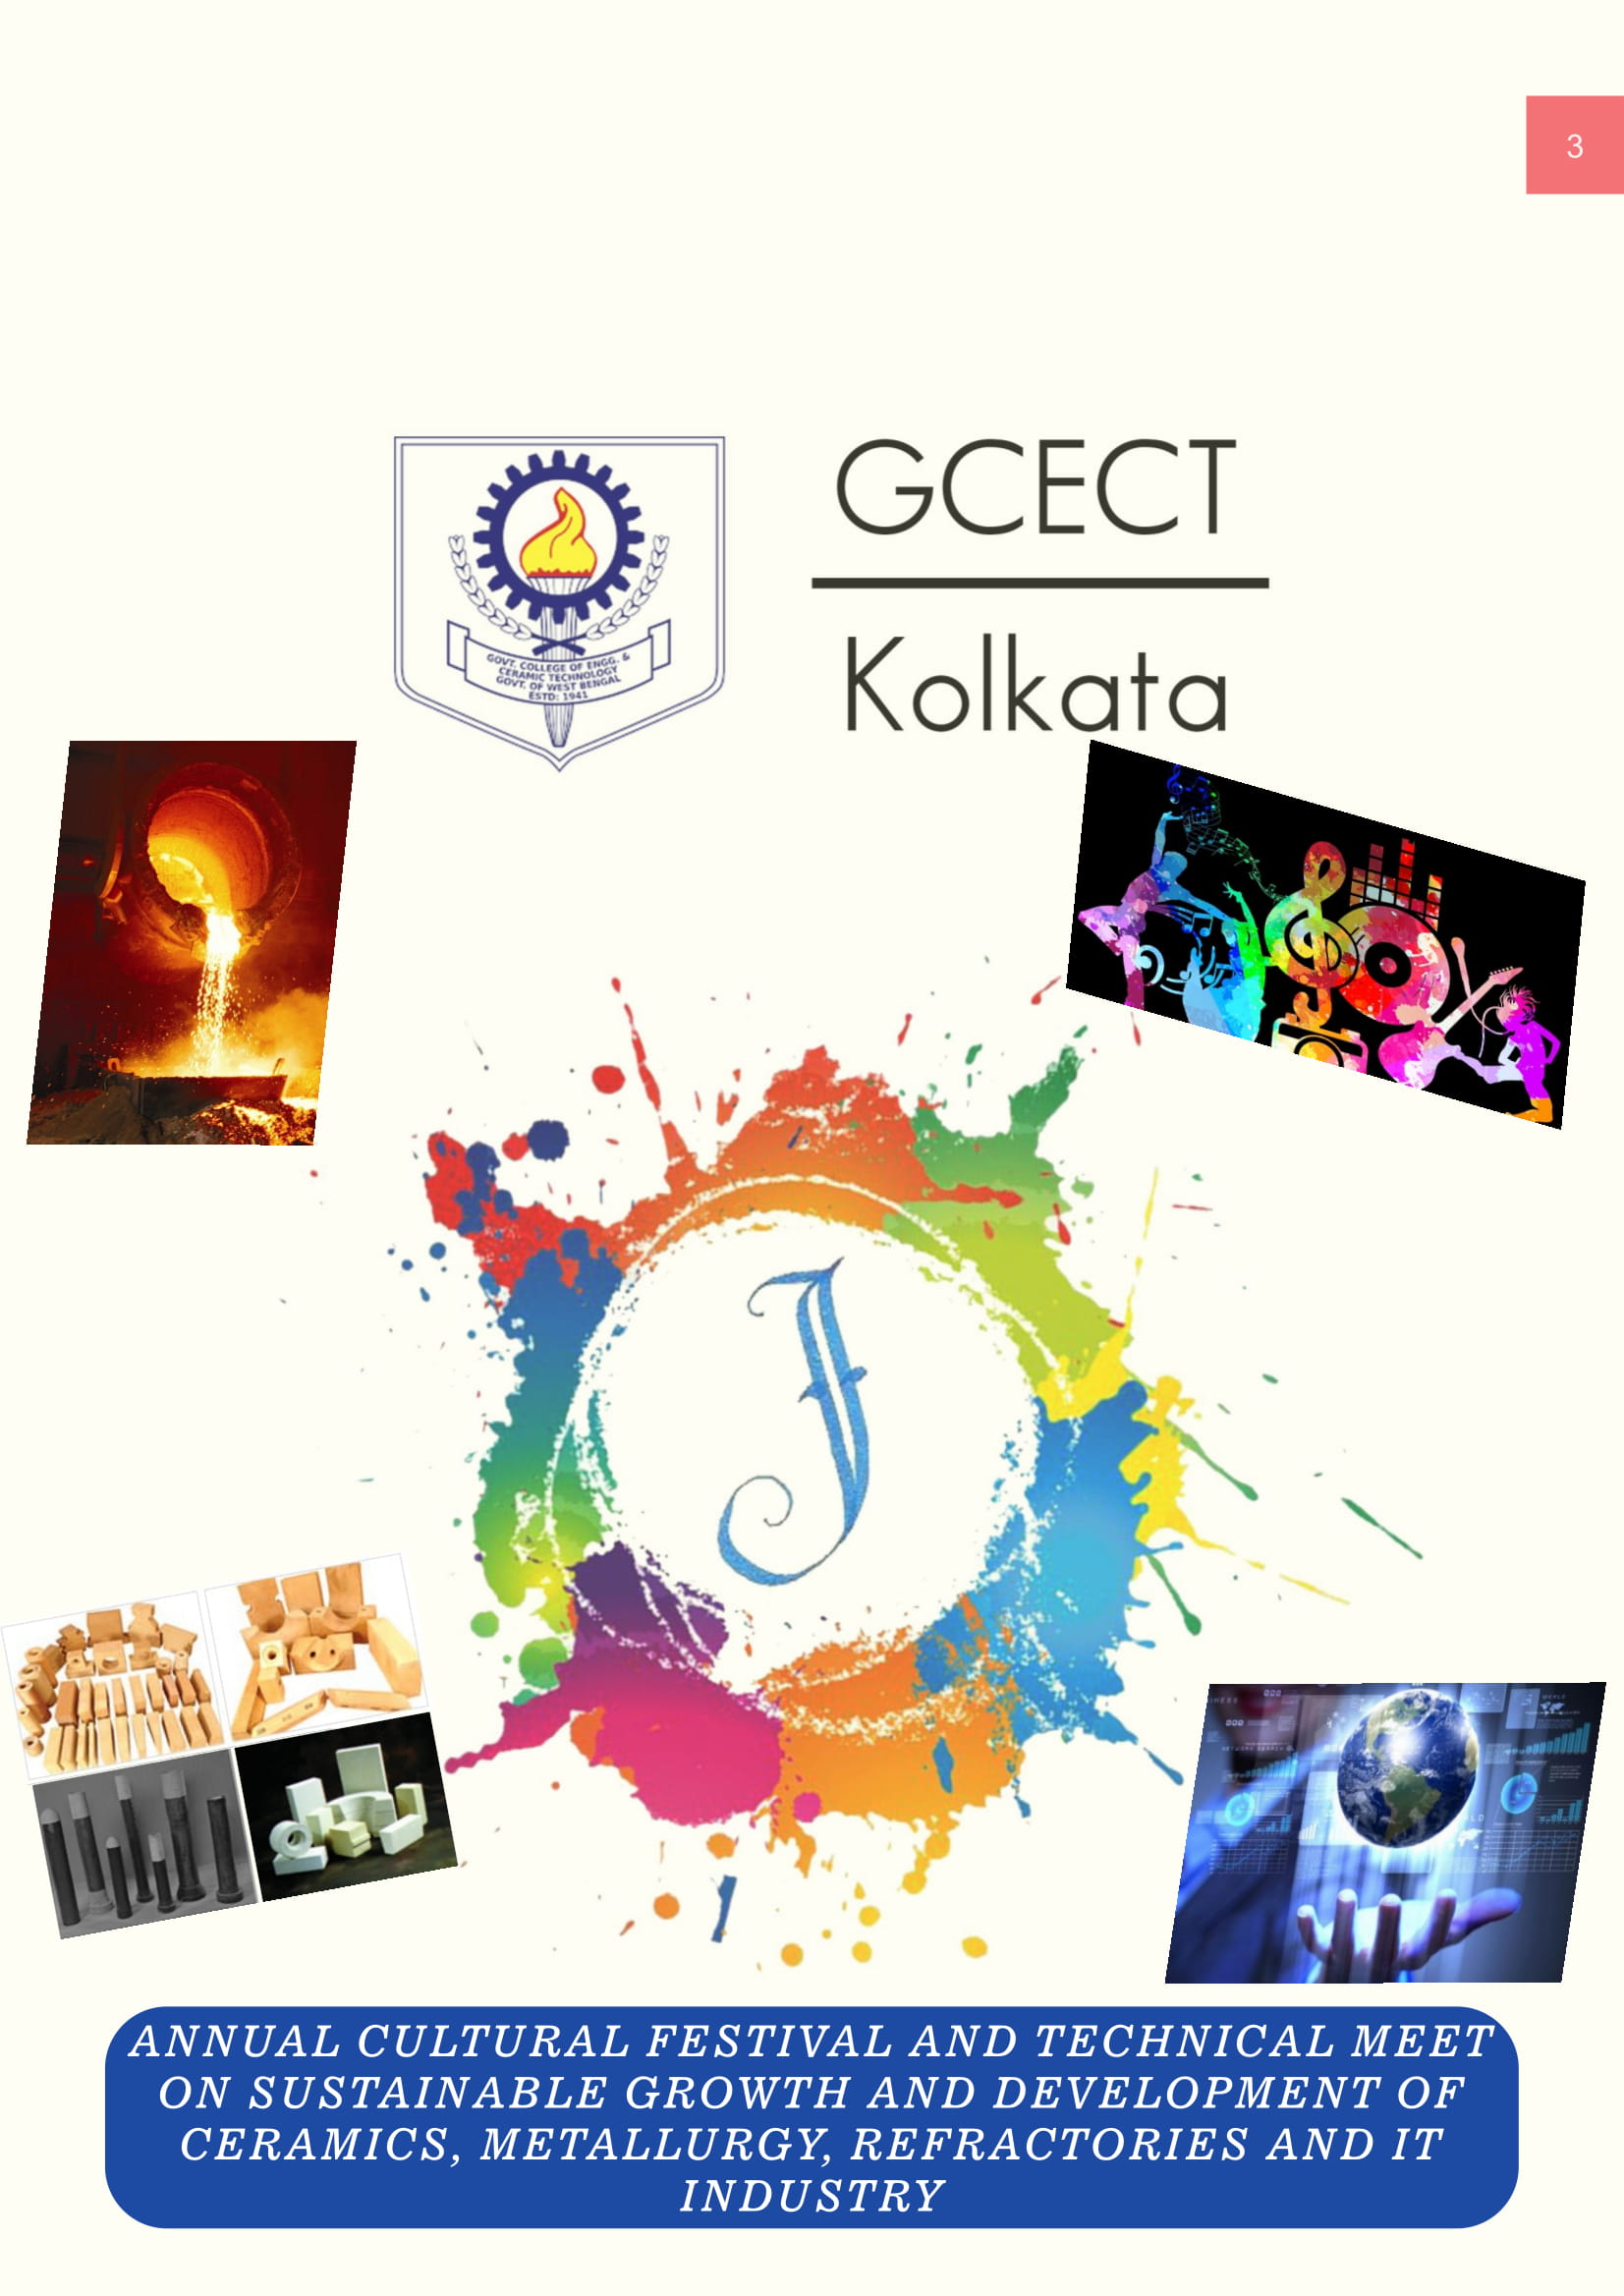 3
GCECT
Kolkata
GOVT. COLLEGE OF ENGG. &
CERAMIC TECHNOLOGY
GOVT. OF WEST BENGAL
ESTD: 1941
J
ANNUAL CULTURAL FESTIVAL AND TECHNICAL MEET
ON SUSTAINABLE GROWTH AND DEVELOPMENT OF
CERAMICS, METALLURGY, REFRACTORIES AND IT
INDUSTRY